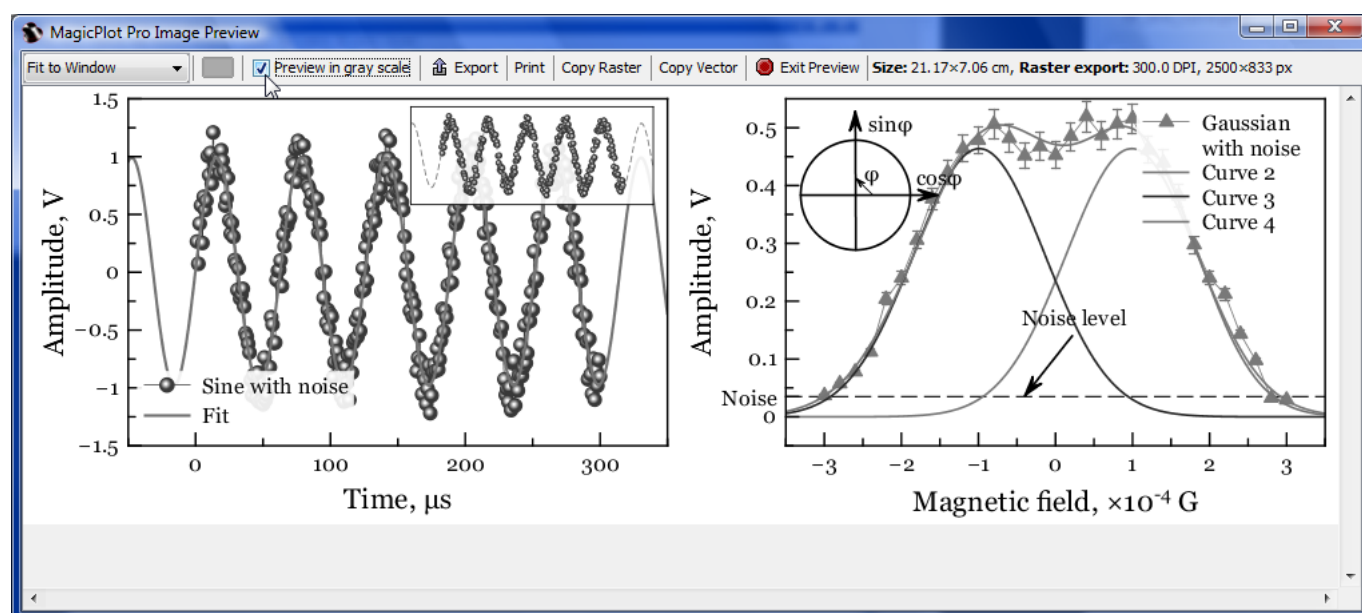 MagicPlot Pro Image Preview
Fit to Window Preview in gray scale Export Print Copy Raster Copy Vector Exit Preview Size: 21.17×7.06 cm, Raster export: 300.0 DPI, 2500×833 px
1.5
1
0.5
0
−0.5
−1
−1.5
Amplitude, V
Sine with noise
Fit
0 100 200 300
Time, µs
0.5
0.4
0.3
0.2
0.1
Noise
0
Amplitude, V
sinφ
φ
cosφ
Gaussian
with noise
Curve 2
Curve 3
Curve 4
Noise level
−3 −2 −1 0 1 2 3
Magnetic field, ×10⁻⁴ G